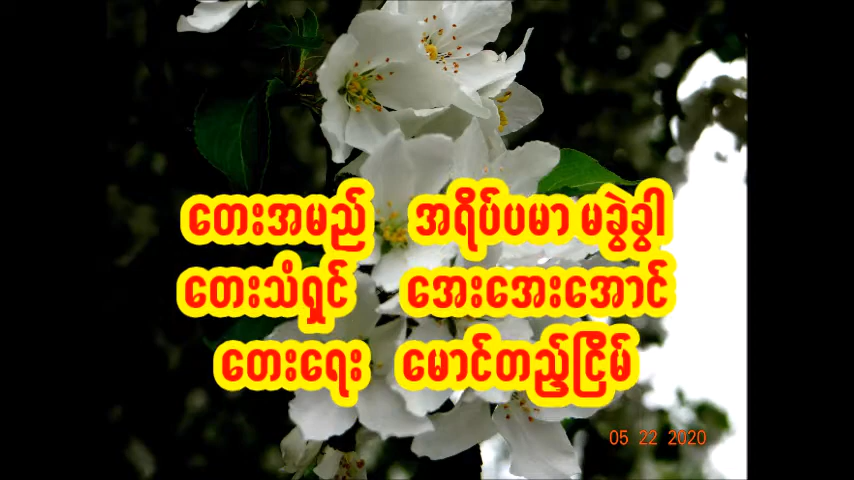 တေးအမည် အရိပ်ပမာ မခွဲခွါ
တေးသံရှင် အေးအေးအောင်
တေးရေး မောင်တည်ငြိမ်
05 22 2020